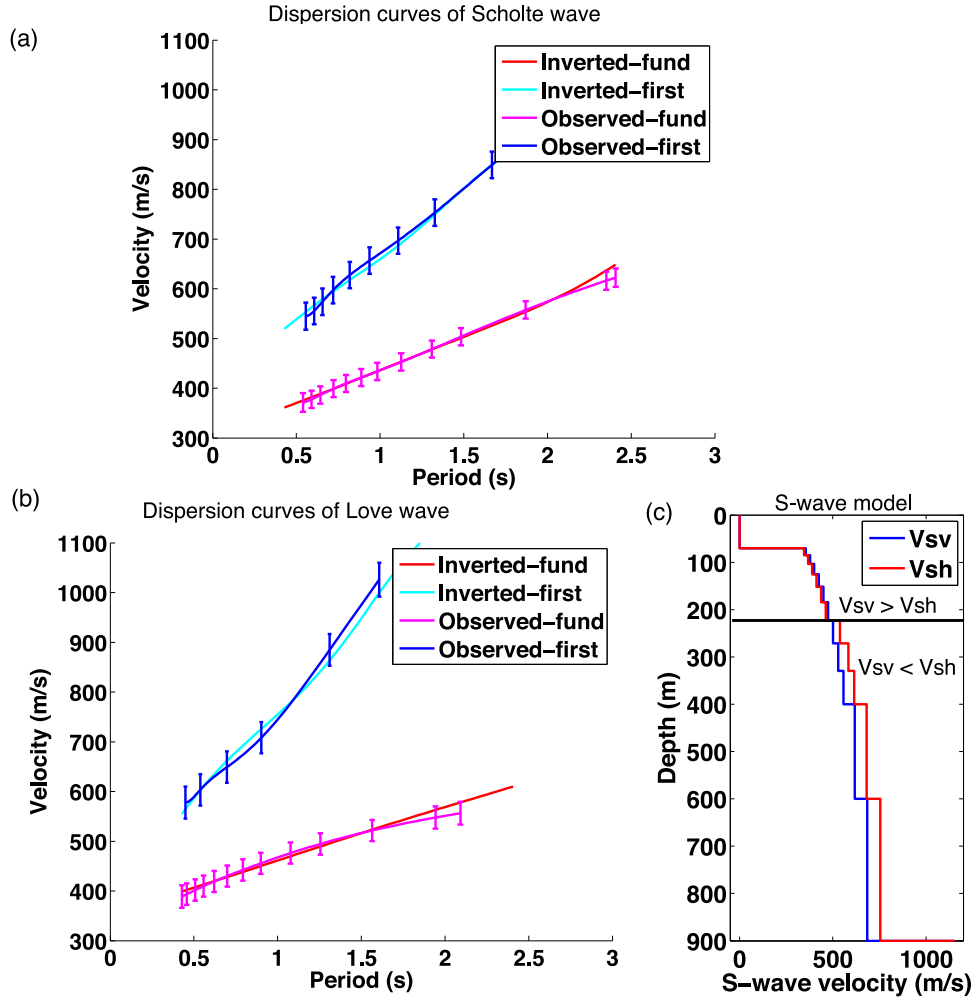 (a)
Dispersion curves of Scholte wave
1100
1000
900
800
700
600
500
400
300
Velocity (m/s)
Inverted–fund
Inverted–first
Observed–fund
Observed–first
0 0.5 1 1.5 2 2.5 3
Period (s)
(b)
Dispersion curves of Love wave
1100
1000
900
800
700
600
500
400
300
Velocity (m/s)
Inverted–fund
Inverted–first
Observed–fund
Observed–first
0 0.5 1 1.5 2 2.5 3
Period (s)
(c)
S-wave model
0
100
200
300
400
500
600
700
800
900
Depth (m)
Vsv
Vsh
Vsv > Vsh
Vsv < Vsh
0 500 1000
S−wave velocity (m/s)